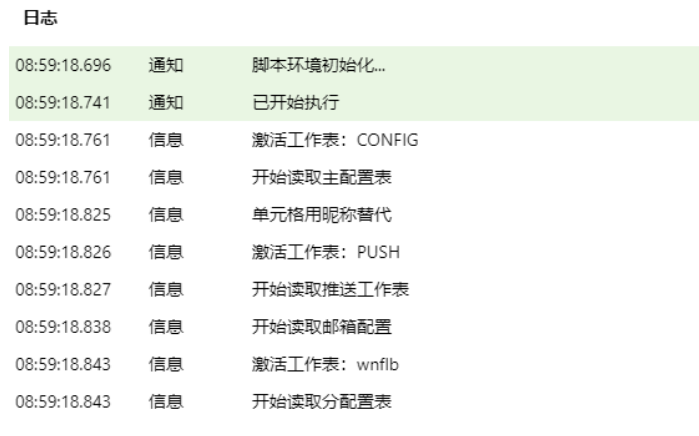 日志
08:59:18.696 通知 脚本环境初始化...
08:59:18.741 通知 已开始执行
08:59:18.761 信息 激活工作表：CONFIG
08:59:18.761 信息 开始读取主配置表
08:59:18.825 信息 单元格用昵称替代
08:59:18.826 信息 激活工作表：PUSH
08:59:18.827 信息 开始读取推送工作表
08:59:18.838 信息 开始读取邮箱配置
08:59:18.843 信息 激活工作表：wnflb
08:59:18.843 信息 开始读取分配置表